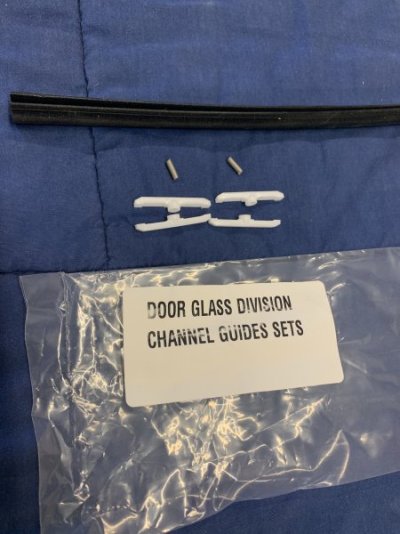 DOOR GLASS DIVISION
CHANNEL GUIDES SETS